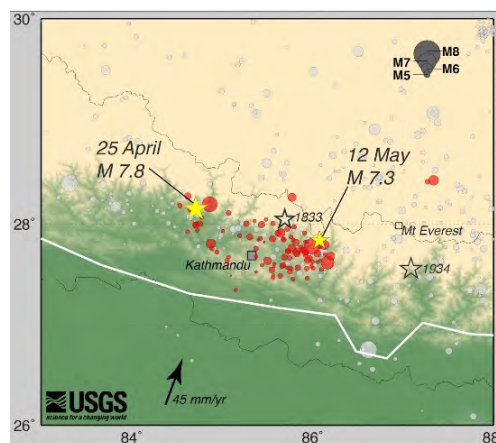 30°
M8
M7
M6
M5
25 April
M 7.8
12 May
M 7.3
1833
Mt Everest
28°
Kathmandu
1934
45 mm/yr
USGS
science for a changing world
26°
84°
86°
88°